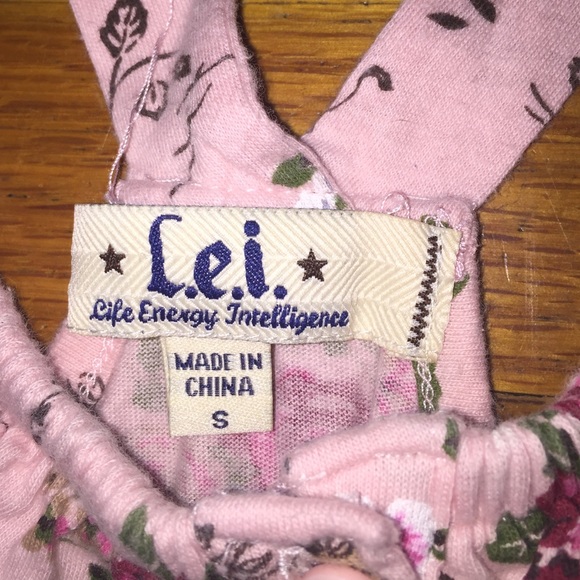 L.e.i.
Life Energy Intelligence
MADE IN
CHINA
S